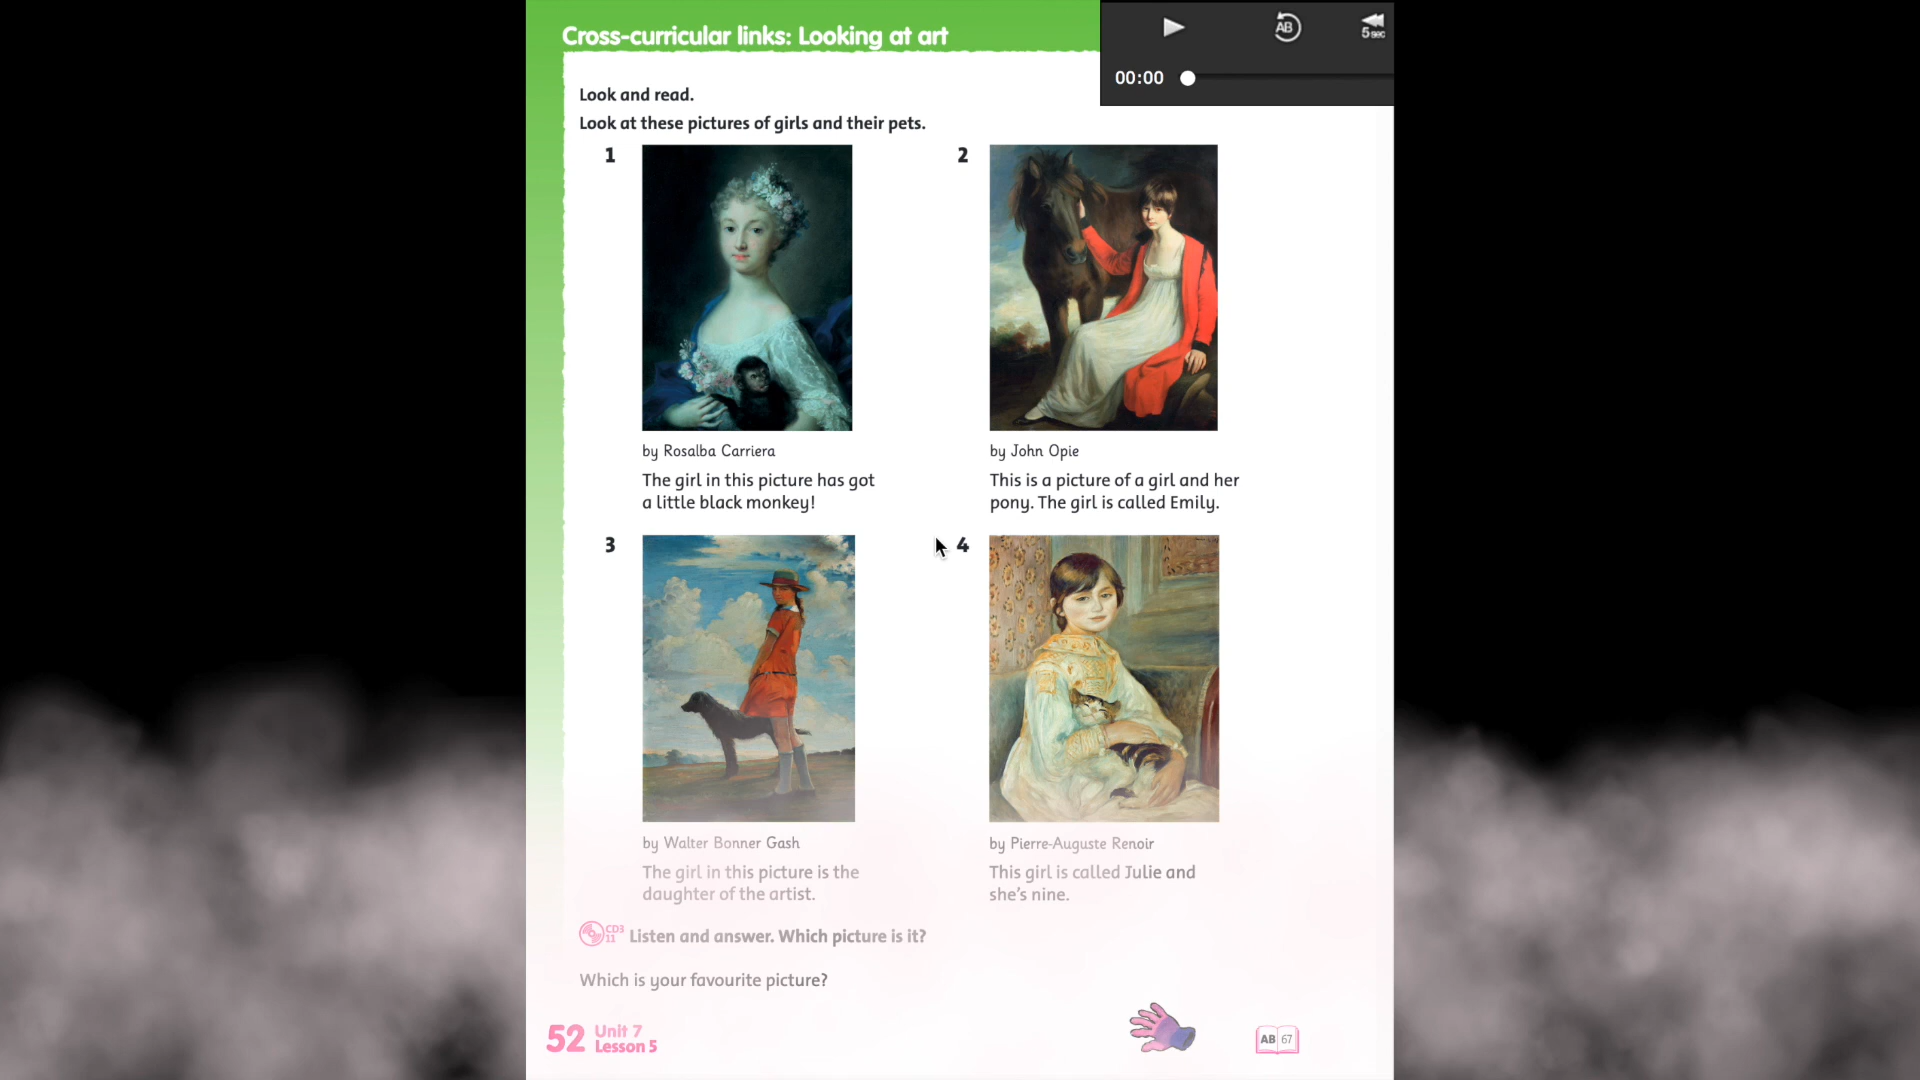 Cross-curricular links: Looking at art
AB
5 sec
00:00
Look and read.
Look at these pictures of girls and their pets.
1
2
by Rosalba Carriera
The girl in this picture has got
a little black monkey!
by John Opie
This is a picture of a girl and her
pony. The girl is called Emily.
3
4
by Walter Bonner Gash
The girl in this picture is the
daughter of the artist.
by Pierre-Auguste Renoir
This girl is called Julie and
she's nine.
CD3
11
Listen and answer. Which picture is it?
Which is your favourite picture?
52
Unit 7
Lesson 5
AB 67